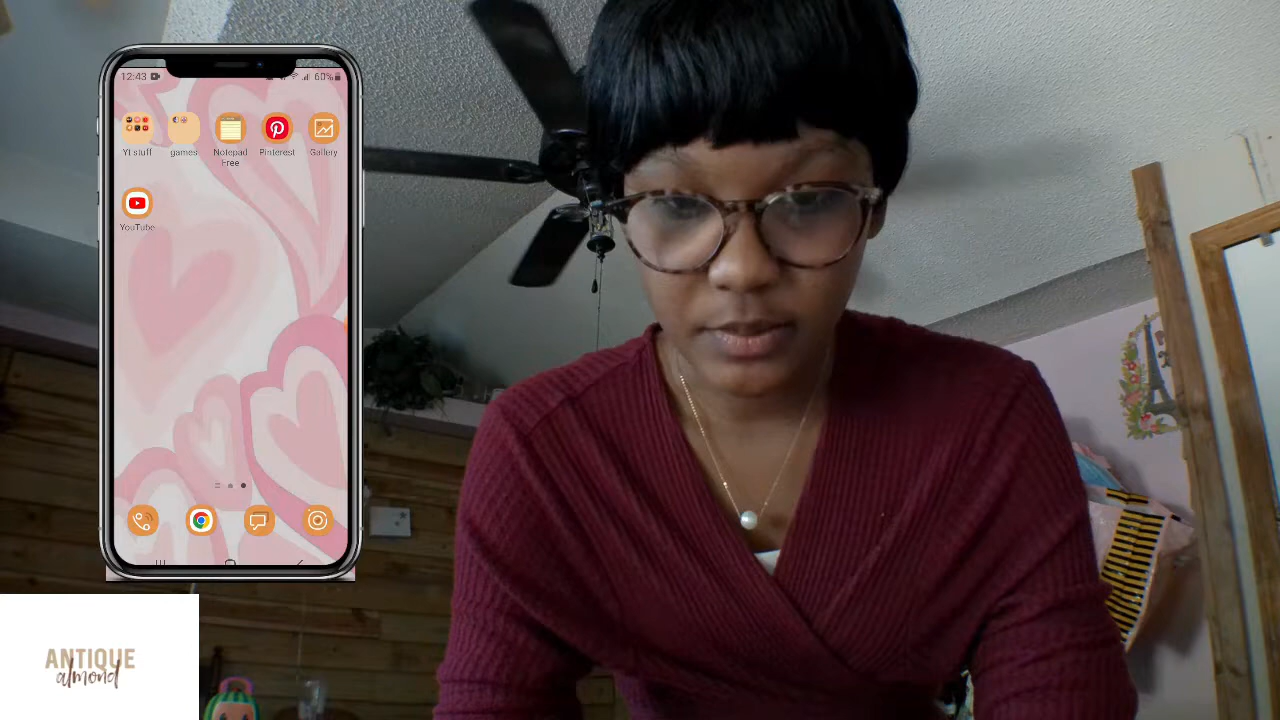 12:43 60%
Yt stuff games Notepad Free Pinterest Gallery
YouTube
ANTIQUE
almond